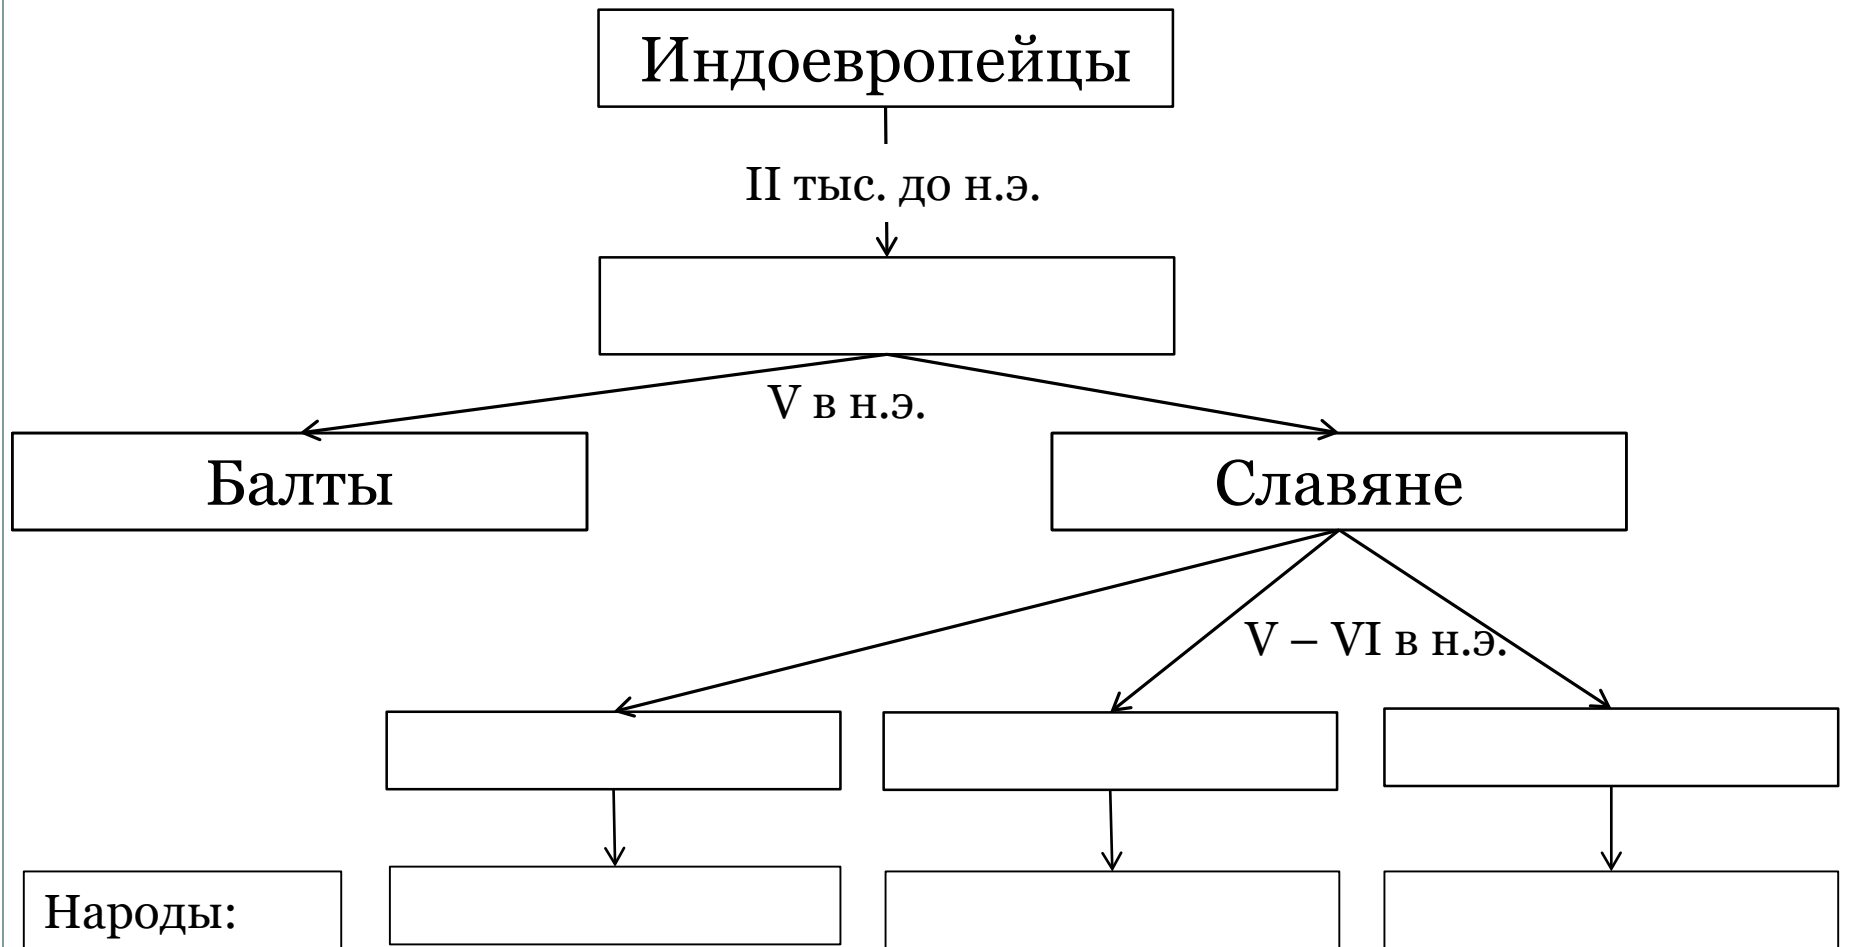 Индоевропейцы
II тыс. до н.э.
V в н.э.
Балты
Славяне
V – VI в н.э.
Народы: